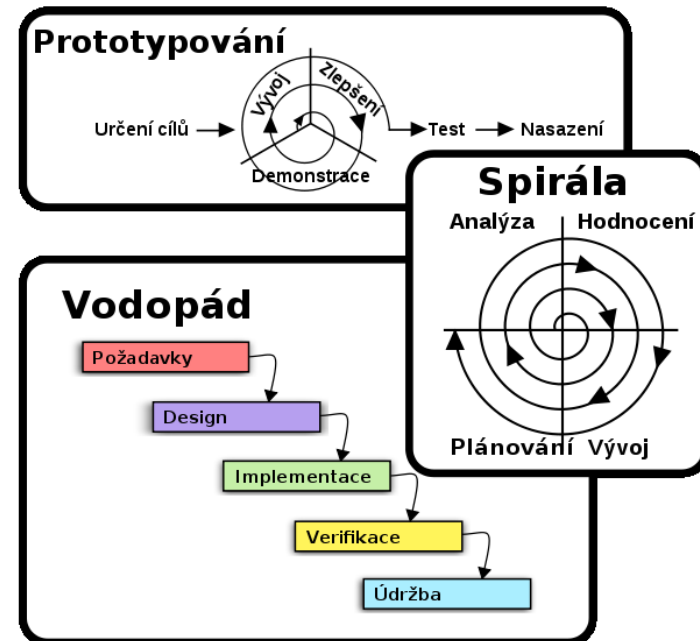 Prototypování
Vývoj
Zlepšení
Určení cílů
Test
Nasazení
Demonstrace
Spirála
Analýza
Hodnocení
Plánování
Vývoj
Vodopád
Požadavky
Design
Implementace
Verifikace
Údržba